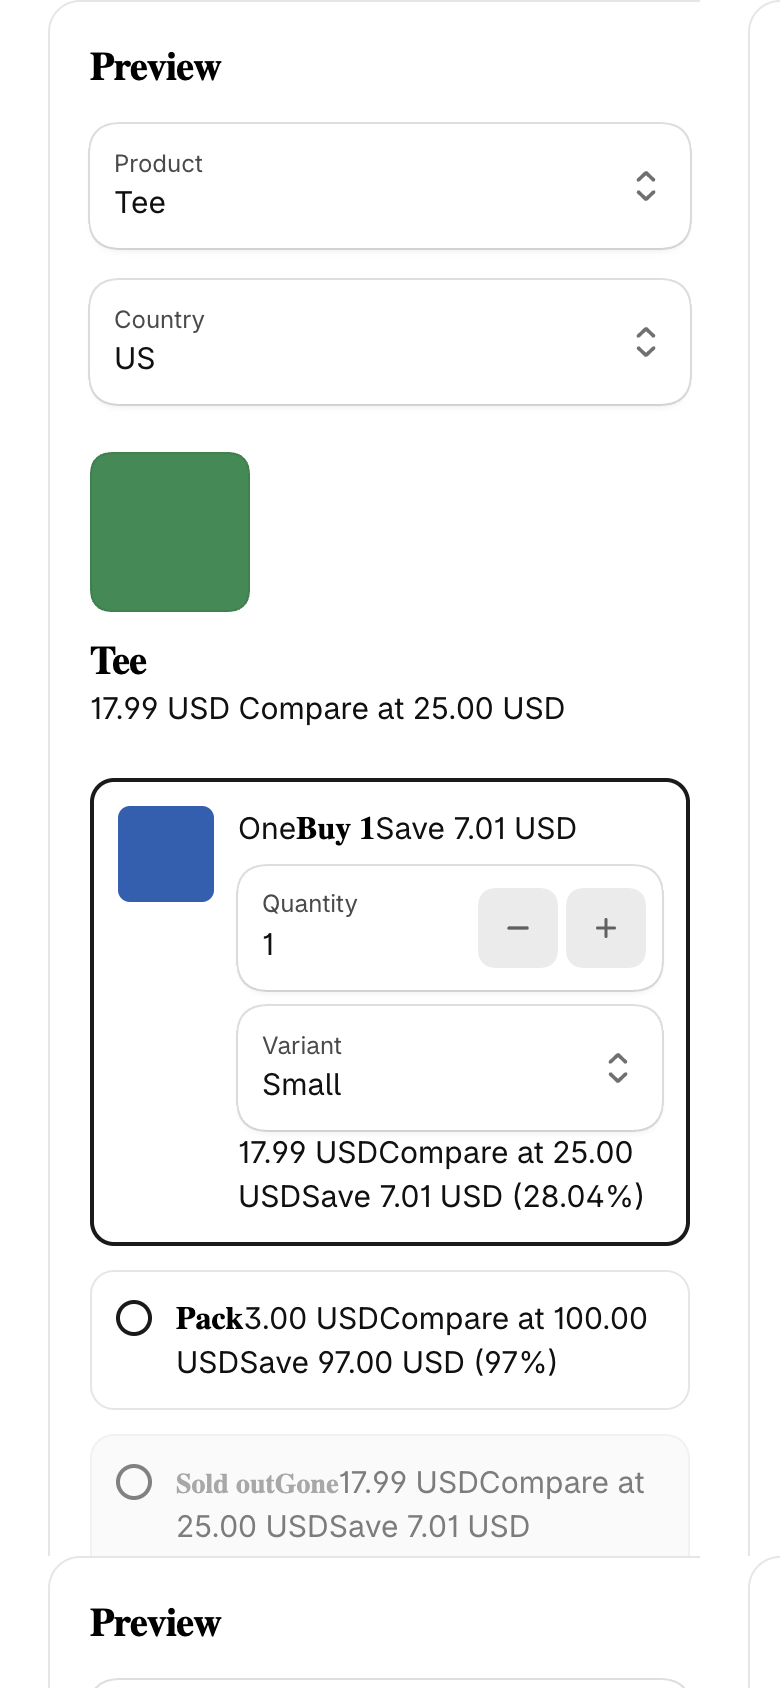 Preview
Product
Tee
Country
US
Tee
17.99 USD Compare at 25.00 USD
OneBuy 1Save 7.01 USD
Quantity
1
Variant
Small
17.99 USDCompare at 25.00
USDSave 7.01 USD (28.04%)
Pack3.00 USDCompare at 100.00
USDSave 97.00 USD (97%)
Sold outGone17.99 USDCompare at
25.00 USDSave 7.01 USD
Preview